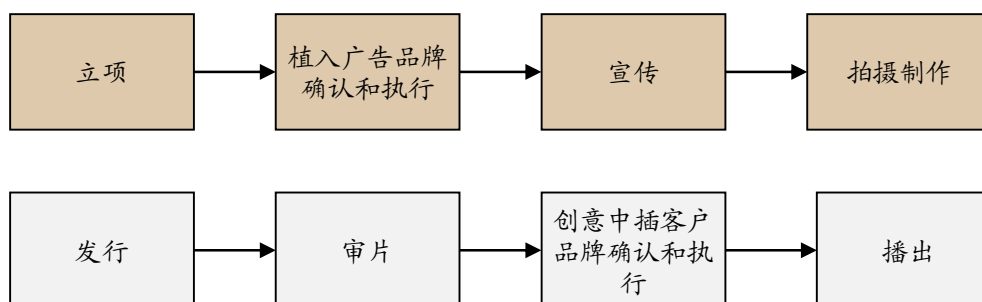 立项
植入广告品牌
确认和执行
宣传
拍摄制作
发行
审片
创意中插客户
品牌确认和执
行
播出